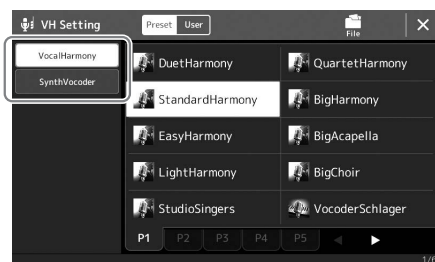 VH Setting
Preset User
File
VocalHarmony
SynthVocoder
DuetHarmony QuartetHarmony
StandardHarmony BigHarmony
EasyHarmony BigAcapella
LightHarmony BigChoir
StudioSingers VocoderSchlager
P1 P2 P3 P4 P5
1/6